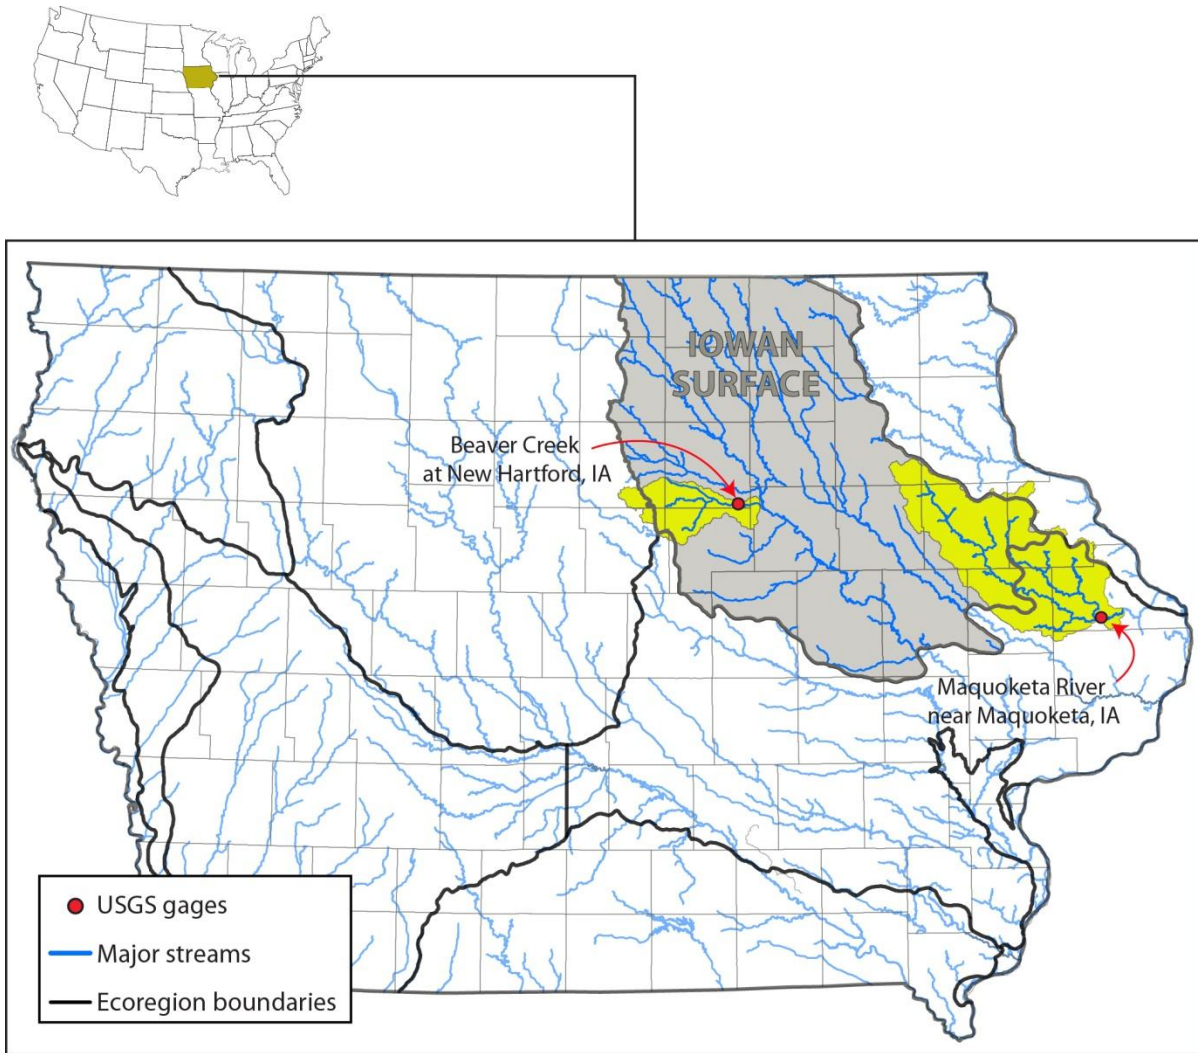 IOWAN
SURFACE
Beaver Creek
at New Hartford, IA
Maquoketa River
near Maquoketa, IA
USGS gages
Major streams
Ecoregion boundaries